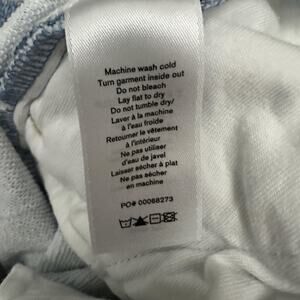 Machine wash cold
Turn garment inside out
Do not bleach
Lay flat to dry
Do not tumble dry/
Laver à la machine
à l'eau froide
Retourner le vêtement
à l'intérieur
Ne pas utiliser
d'eau de javel
Laisser sécher à plat
Ne pas sécher
en machine
PO# 00068273